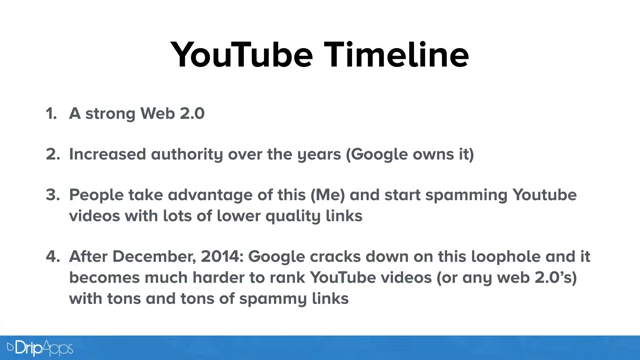 YouTube Timeline
1. A strong Web 2.0
2. Increased authority over the years (Google owns it)
3. People take advantage of this (Me) and start spamming Youtube
videos with lots of lower quality links
4. After December, 2014: Google cracks down on this loophole and it
becomes much harder to rank YouTube videos (or any web 2.0's)
with tons and tons of spammy links
DripApps